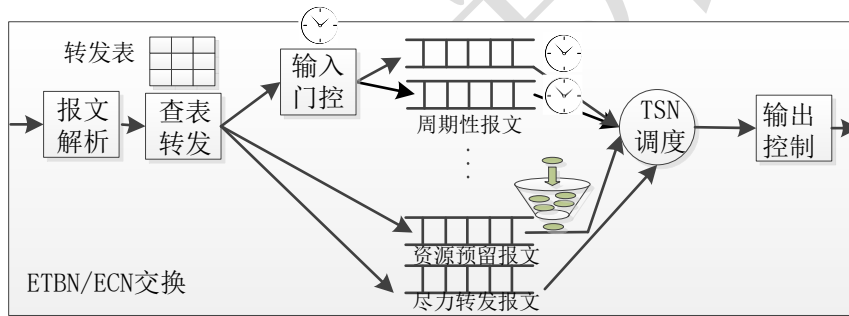 转发表
报文
解析
查表
转发
输入
门控
周期性报文
TSN
调度
输出
控制
资源预留报文
尽力转发报文
ETBN/ECN交换